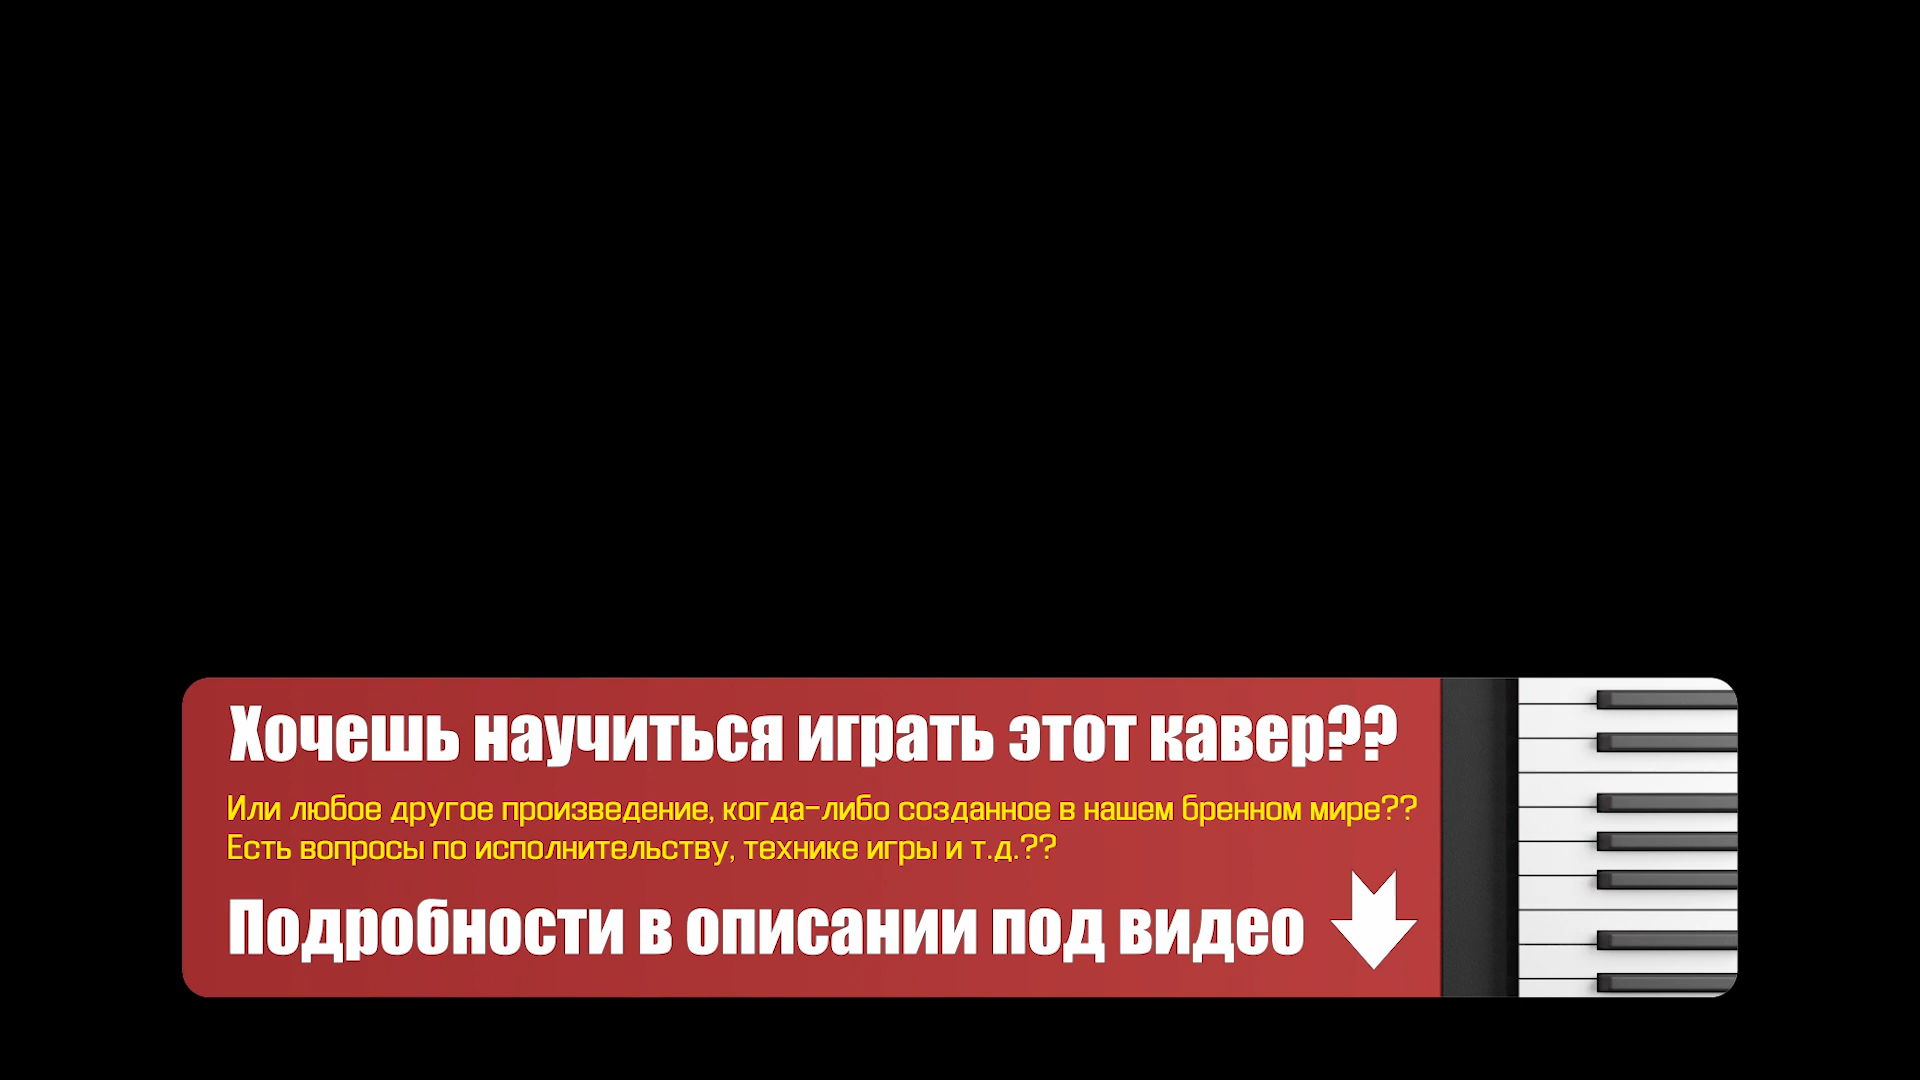 Хочешь научиться играть этот кавер??
Или любое другое произведение, когда-либо созданное в нашем бренном мире??
Есть вопросы по исполнительству, технике игры и т.д.??
Подробности в описании под видео